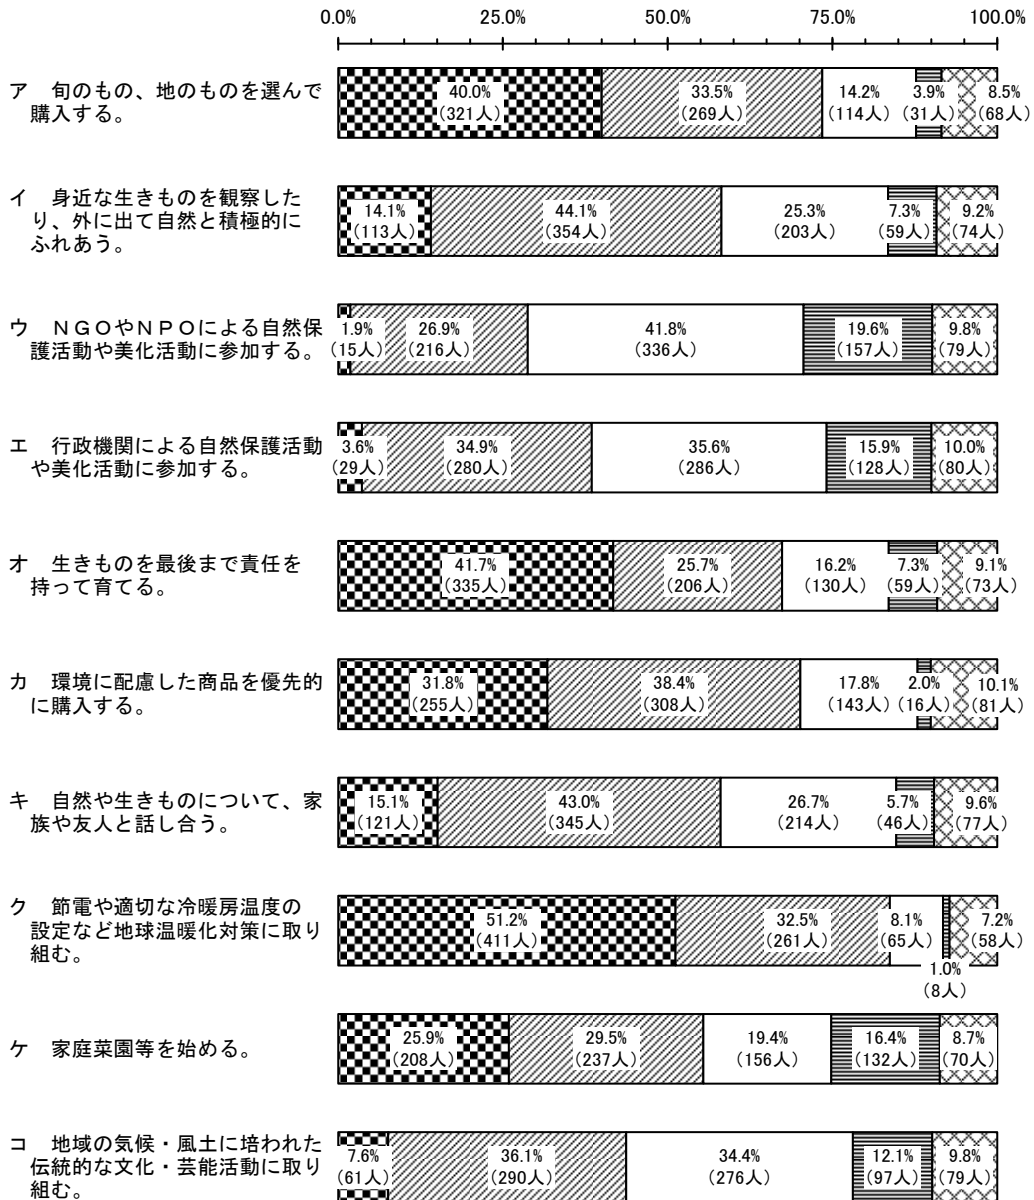 0.0% 25.0% 50.0% 75.0% 100.0%
ア　旬のもの、地のものを選んで
購入する。
40.0% 33.5% 14.2% 3.9% 8.5%
(321人) (269人) (114人) (31人) (68人)
イ　身近な生きものを観察した
り、外に出て自然と積極的に
ふれあう。
14.1% 44.1% 25.3% 7.3% 9.2%
(113人) (354人) (203人) (59人) (74人)
ウ　ＮＧＯやＮＰＯによる自然保
護活動や美化活動に参加する。
1.9% 26.9% 41.8% 19.6% 9.8%
(15人) (216人) (336人) (157人) (79人)
エ　行政機関による自然保護活動
や美化活動に参加する。
3.6% 34.9% 35.6% 15.9% 10.0%
(29人) (280人) (286人) (128人) (80人)
オ　生きものを最後まで責任を
持って育てる。
41.7% 25.7% 16.2% 7.3% 9.1%
(335人) (206人) (130人) (59人) (73人)
カ　環境に配慮した商品を優先的
に購入する。
31.8% 38.4% 17.8% 2.0% 10.1%
(255人) (308人) (143人) (16人) (81人)
キ　自然や生きものについて、家
族や友人と話し合う。
15.1% 43.0% 26.7% 5.7% 9.6%
(121人) (345人) (214人) (46人) (77人)
ク　節電や適切な冷暖房温度の
設定など地球温暖化対策に取り
組む。
51.2% 32.5% 8.1% 7.2%
(411人) (261人) (65人) (58人)
1.0%
(8人)
ケ　家庭菜園等を始める。
25.9% 29.5% 19.4% 16.4% 8.7%
(208人) (237人) (156人) (132人) (70人)
コ　地域の気候・風土に培われた
伝統的な文化・芸能活動に取り
組む。
7.6% 36.1% 34.4% 12.1% 9.8%
(61人) (290人) (276人) (97人) (79人)